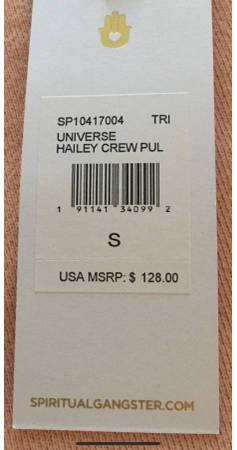 SP10417004 TRI
UNIVERSE
HAILEY CREW PUL
1 91141 34099 2
S
USA MSRP: $ 128.00
SPIRITUALGANGSTER.COM